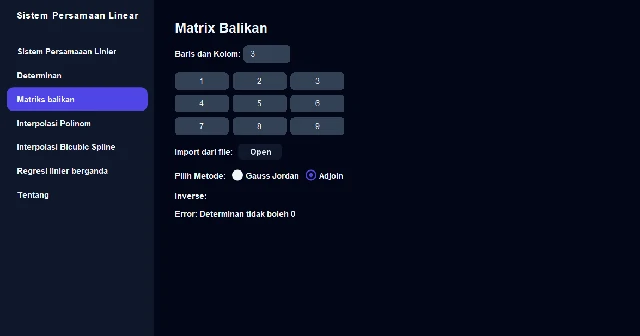 Sistem Persamaan Linear
Sistem Persamaaan Linier
Determinan
Matriks balikan
Interpolasi Polinom
Interpolasi Bicubic Spline
Regresi linier berganda
Tentang
Matrix Balikan
Baris dan Kolom: 3
1 2 3
4 5 6
7 8 9
Import dari file: Open
Pilih Metode: Gauss Jordan Adjoin
Inverse:
Error: Determinan tidak boleh 0